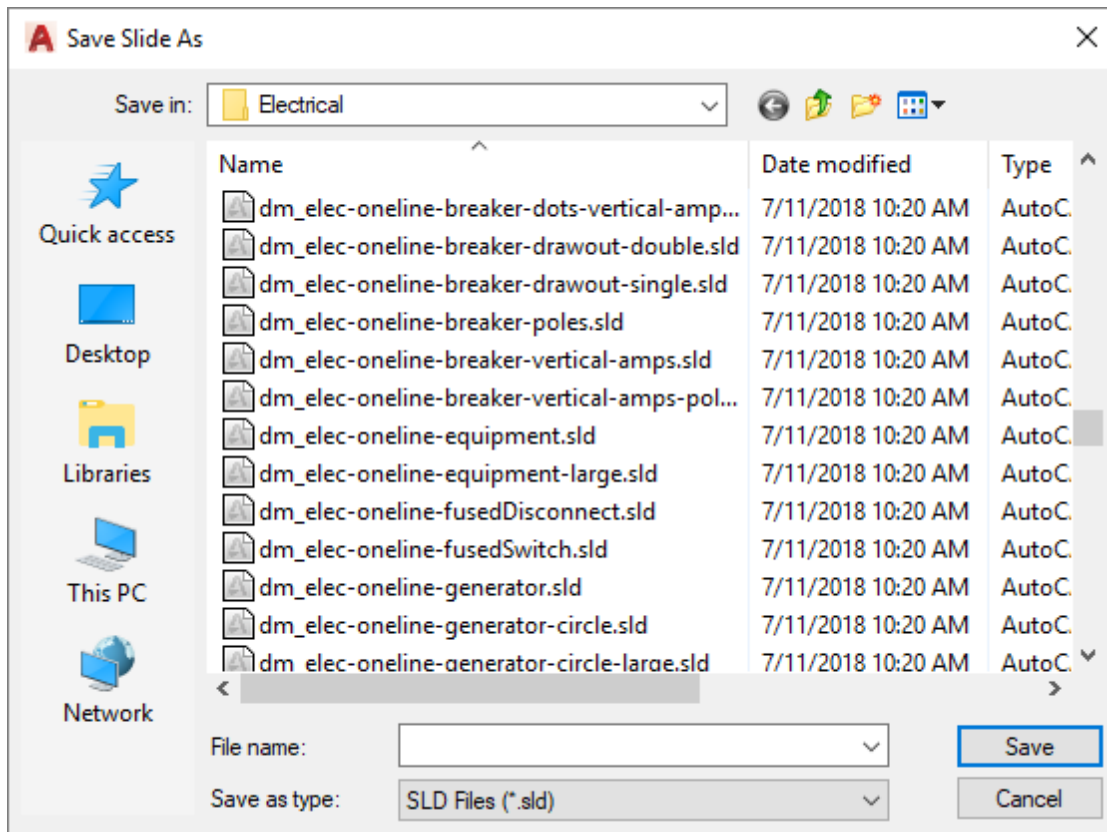 Save Slide As
Save in: Electrical
Quick access
Desktop
Libraries
This PC
Network
Name Date modified Type
dm_elec-oneline-breaker-dots-vertical-amp... 7/11/2018 10:20 AM AutoC
dm_elec-oneline-breaker-drawout-double.sld 7/11/2018 10:20 AM AutoC
dm_elec-oneline-breaker-drawout-single.sld 7/11/2018 10:20 AM AutoC
dm_elec-oneline-breaker-poles.sld 7/11/2018 10:20 AM AutoC
dm_elec-oneline-breaker-vertical-amps.sld 7/11/2018 10:20 AM AutoC
dm_elec-oneline-breaker-vertical-amps-pol... 7/11/2018 10:20 AM AutoC
dm_elec-oneline-equipment.sld 7/11/2018 10:20 AM AutoC
dm_elec-oneline-equipment-large.sld 7/11/2018 10:20 AM AutoC
dm_elec-oneline-fusedDisconnect.sld 7/11/2018 10:20 AM AutoC
dm_elec-oneline-fusedSwitch.sld 7/11/2018 10:20 AM AutoC
dm_elec-oneline-generator.sld 7/11/2018 10:20 AM AutoC
dm_elec-oneline-generator-circle.sld 7/11/2018 10:20 AM AutoC
dm_elec-oneline-generator-circle-large.sld 7/11/2018 10:20 AM AutoC
File name: Save
Save as type: SLD Files (*.sld) Cancel